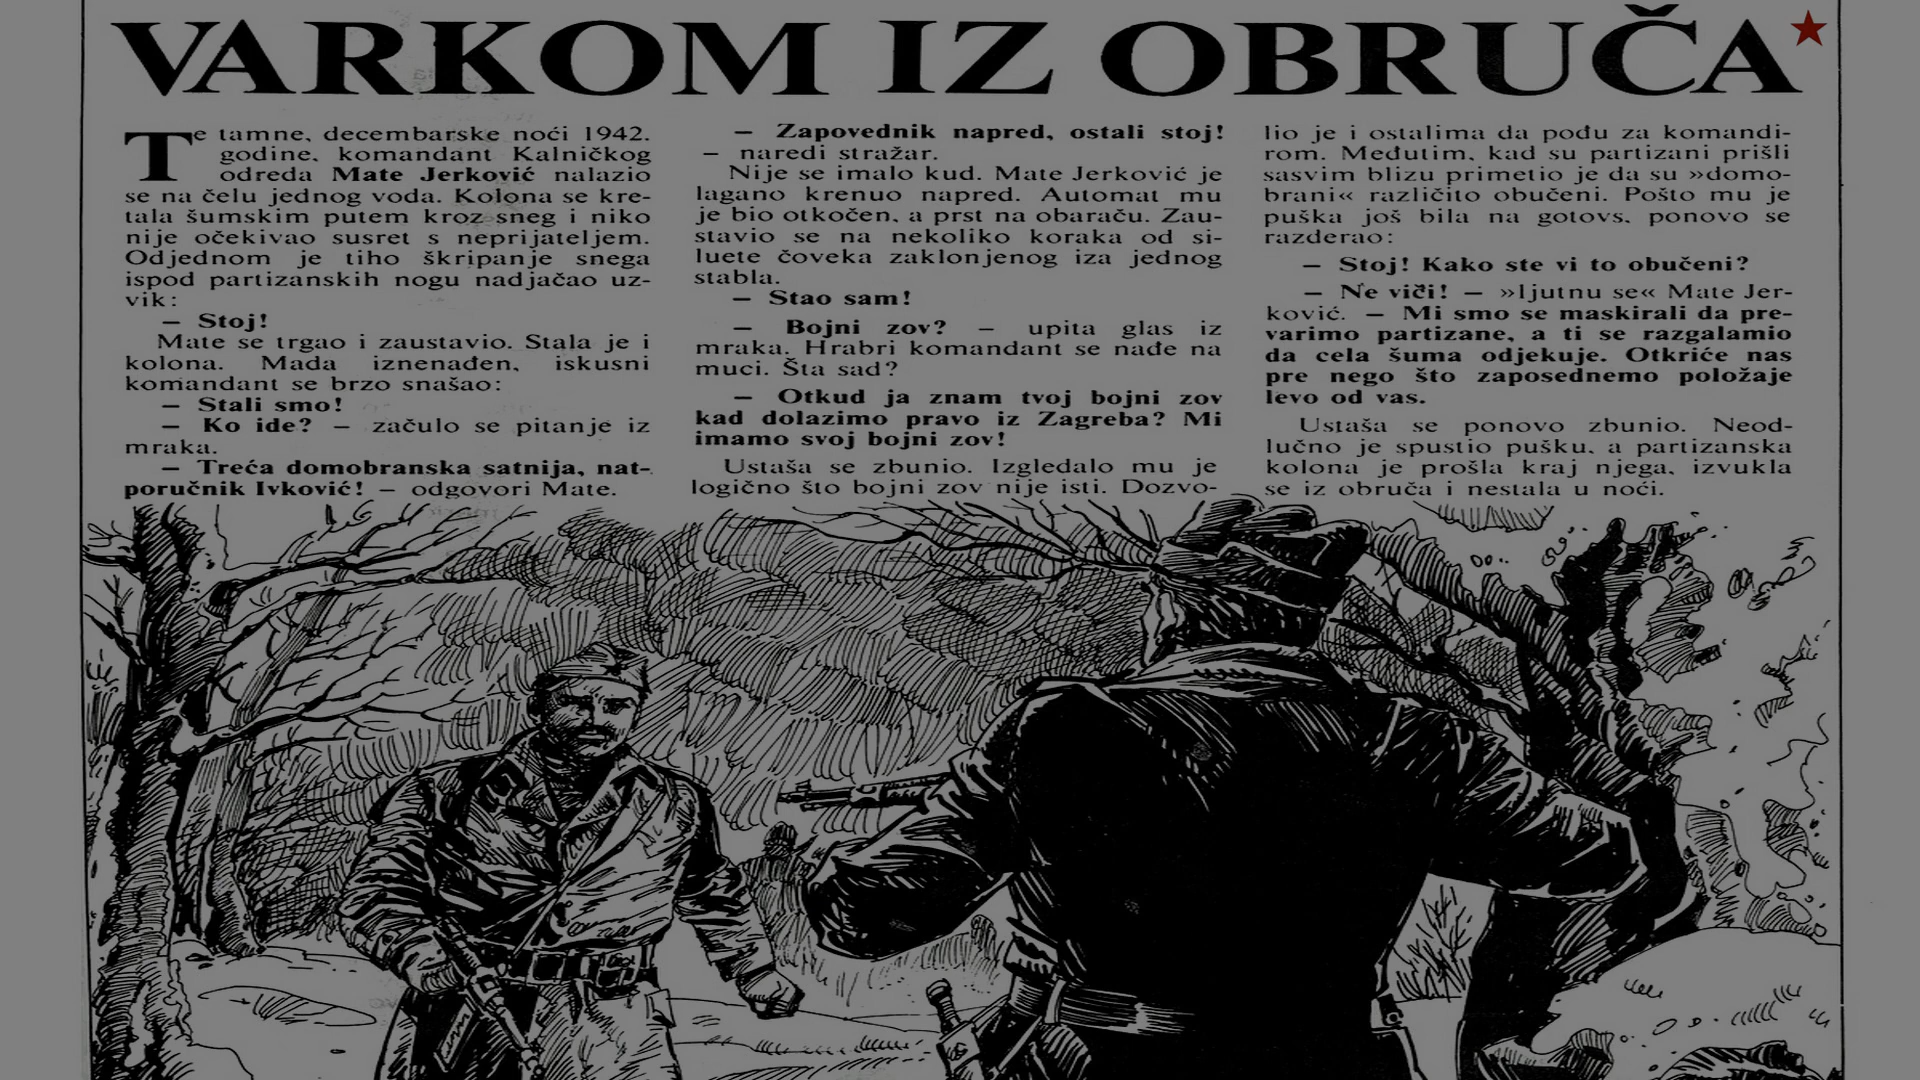 VARKOM IZ OBRUČA
Te tamne, decembarske noći 1942.
godine, komandant Kalničkog
odreda Mate Jerković nalazio
se na čelu jednog voda. Kolona se kre-
tala šumskim putem kroz sneg i niko
nije očekivao susret s neprijateljem.
Odjednom je tiho škripanje snega
ispod partizanskih nogu nadjačao uz-
vik:
– Stoj!
Mate se trgao i zaustavio. Stala je i
kolona. Mada iznenađen, iskusni
komandant se brzo snašao:
– Stali smo!
– Ko ide? – začulo se pitanje iz
mraka.
– Treća domobranska satnija, nat-
poručnik Ivković! – odgovori Mate.
– Zapovednik napred, ostali stoj!
– naredi stražar.
Nije se imalo kud. Mate Jerković je
lagano krenuo napred. Automat mu
je bio otkočen, a prst na obaraču. Zau-
stavio se na nekoliko koraka od si-
luete čoveka zaklonjenog iza jednog
stabla.
– Stao sam!
– Bojni zov? – upita glas iz
mraka. Hrabri komandant se nađe na
muci. Šta sad?
– Otkud ja znam tvoj bojni zov
kad dolazimo pravo iz Zagreba? Mi
imamo svoj bojni zov!
Ustaša se zbunio. Izgledalo mu je
logično što bojni zov nije isti. Dozvo-
lio je i ostalima da pođu za komandi-
rom. Međutim, kad su partizani prišli
sasvim blizu primetio je da su »domo-
brani« različito obučeni. Pošto mu je
puška još bila na gotovs, ponovo se
razderao:
– Stoj! Kako ste vi to obučeni?
– Ne viči! – »ljutnu se« Mate Jer-
ković. – Mi smo se maskirali da pre-
varimo partizane, a ti se razgalamio
da cela šuma odjekuje. Otkriće nas
pre nego što zaposednemo položaje
levo od vas.
Ustaša se ponovo zbunio. Neod-
lučno je spustio pušku, a partizanska
kolona je prošla kraj njega, izvukla
se iz obruča i nestala u noći.